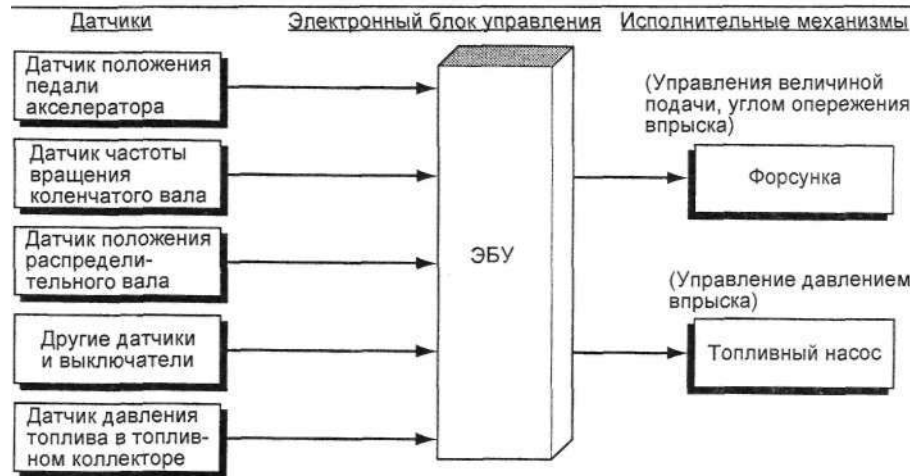 Датчики
Электронный блок управления
Исполнительные механизмы
Датчик положения
педали
акселератора
Датчик частоты
вращения
коленчатого вала
Датчик положения
распредели-
тельного вала
Другие датчики
и выключатели
Датчик давления
топлива в топлив-
ном коллекторе
ЭБУ
(Управления величиной
подачи, углом опережения
впрыска)
Форсунка
(Управление давлением
впрыска)
Топливный насос